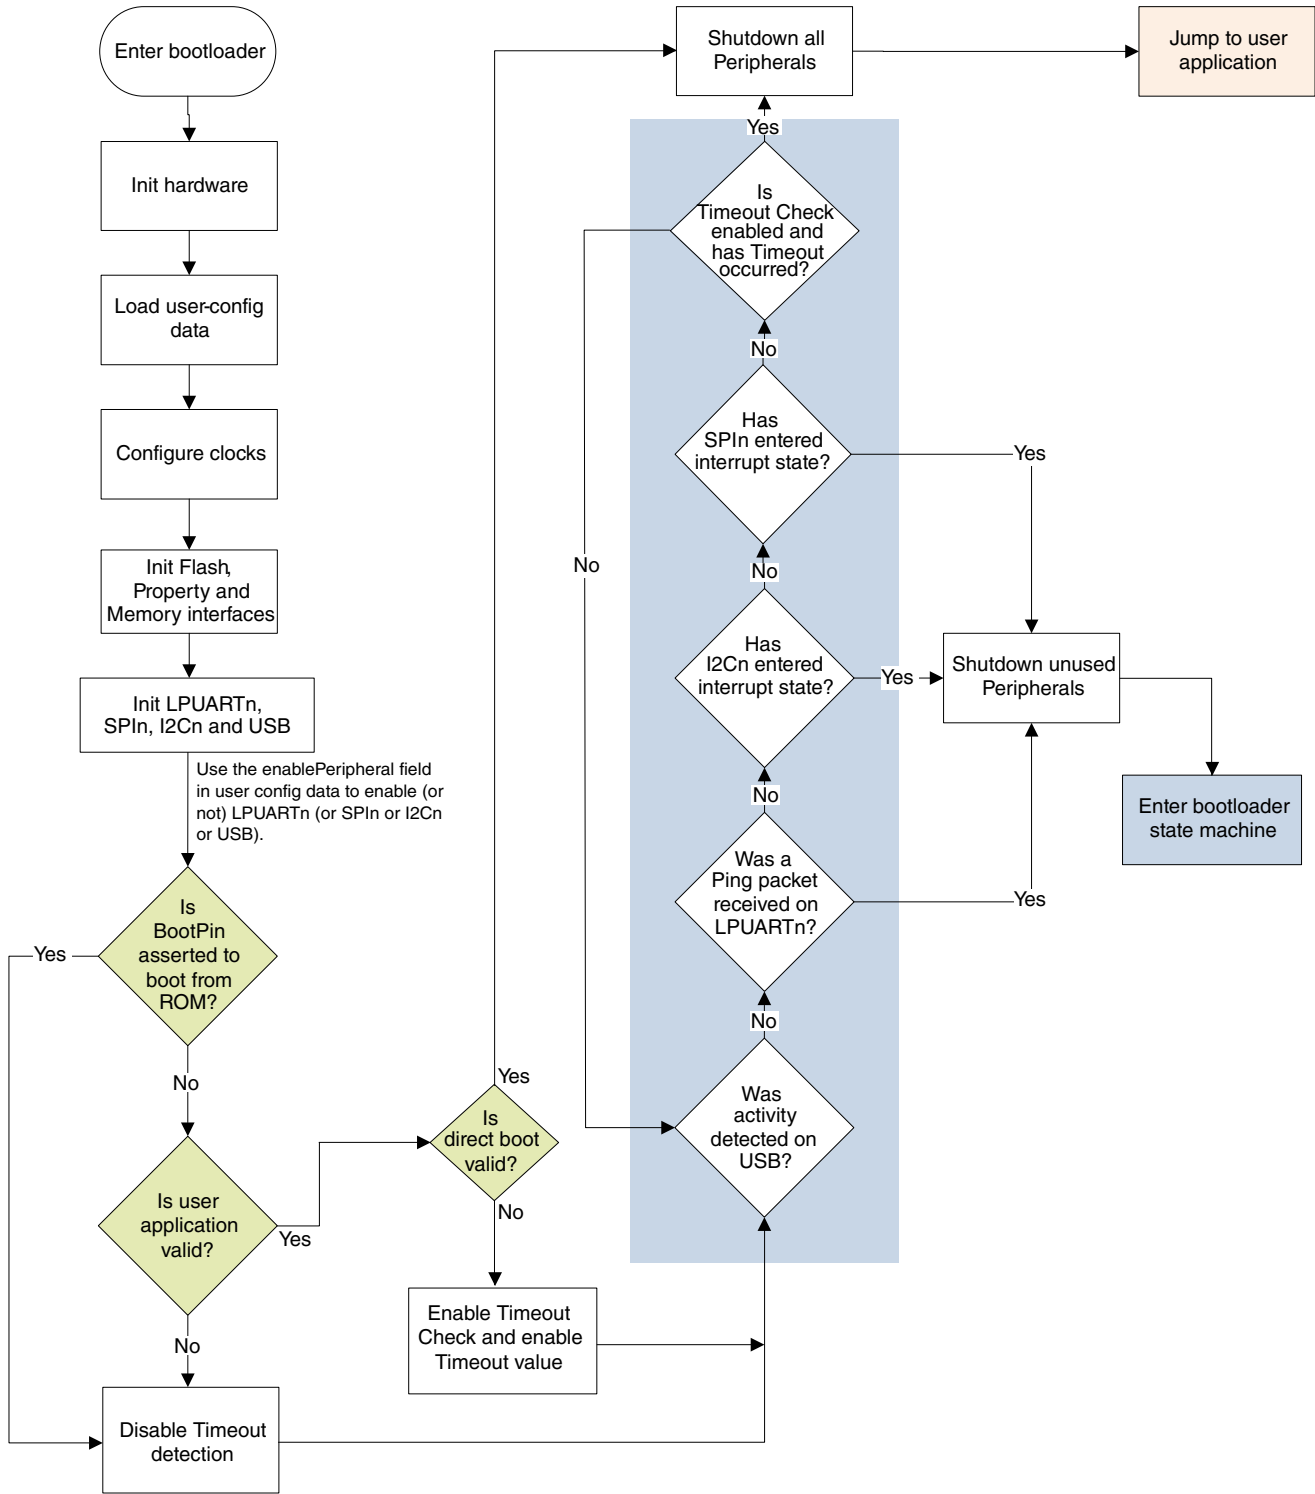 Enter bootloader
Init hardware
Load user-config
data
Configure clocks
Init Flash,
Property and
Memory interfaces
Init LPUARTn,
SPIn, I2Cn and USB
Use the enablePeripheral field
in user config data to enable (or
not) LPUARTn (or SPIn or I2Cn
or USB).
Is
BootPin
asserted to
boot from
ROM?
Yes
No
Is user
application
valid?
Yes
No
Disable Timeout
detection
Is
direct boot
valid?
Yes
No
Enable Timeout
Check and enable
Timeout value
Shutdown all
Peripherals
Jump to user
application
Yes
Is
Timeout Check
enabled and
has Timeout
occurred?
No
No
Has
SPIn entered
interrupt state?
Yes
No
Has
I2Cn entered
interrupt state?
Yes
Shutdown unused
Peripherals
Enter bootloader
state machine
No
Was a
Ping packet
received on
LPUARTn?
Yes
No
Was
activity
detected on
USB?